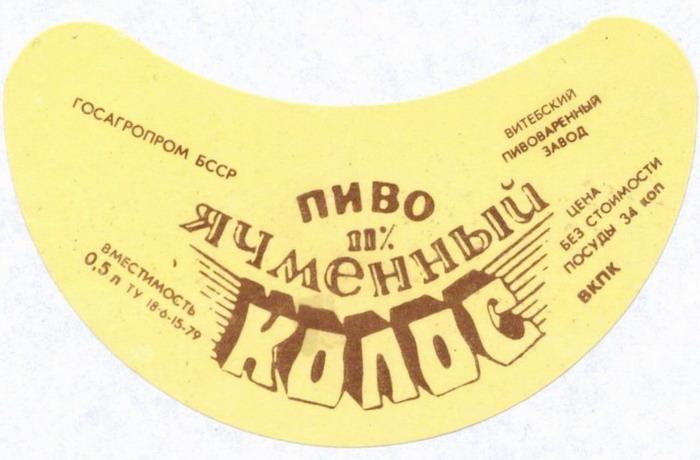 ГОСАГРОПРОМ БССР
ВИТЕБСКИЙ
ПИВОВАРЕННЫЙ
ЗАВОД
ПИВО
11%
ЯЧМЕННЫЙ
КОЛОС
ВМЕСТИМОСТЬ
0,5 л ТУ 18-6-15-79
ЦЕНА
БЕЗ СТОИМОСТИ
ПОСУДЫ 34 КОП
ВКПК